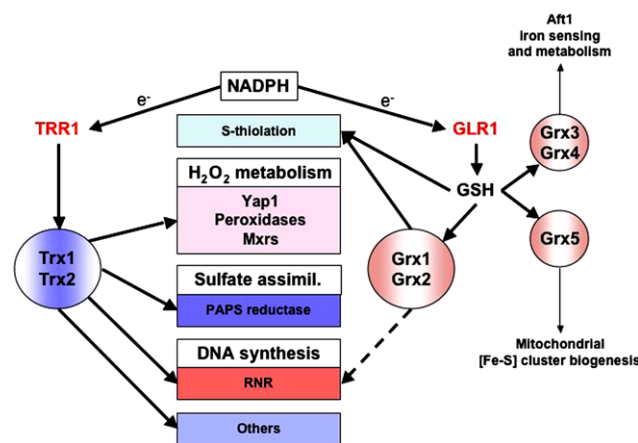 Aft1
Iron sensing
and metabolism
NADPH
e-
e-
TRR1
S-thiolation
GLR1
Grx3
Grx4
H2O2 metabolism
GSH
Yap1
Peroxidases
Mxrs
Grx5
Trx1
Trx2
Grx1
Grx2
Sulfate assimil.
PAPS reductase
DNA synthesis
RNR
Mitochondrial
[Fe-S] cluster biogenesis
Others